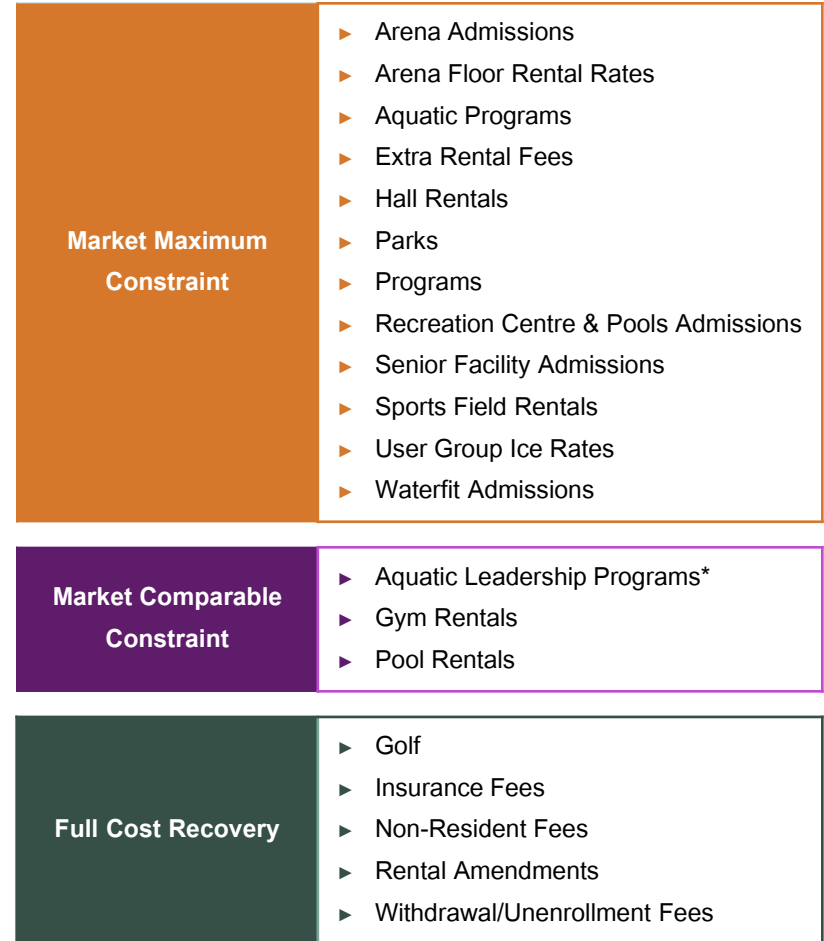 Market Maximum
Constraint
► Arena Admissions
► Arena Floor Rental Rates
► Aquatic Programs
► Extra Rental Fees
► Hall Rentals
► Parks
► Programs
► Recreation Centre & Pools Admissions
► Senior Facility Admissions
► Sports Field Rentals
► User Group Ice Rates
► Waterfit Admissions
Market Comparable
Constraint
► Aquatic Leadership Programs*
► Gym Rentals
► Pool Rentals
Full Cost Recovery
► Golf
► Insurance Fees
► Non-Resident Fees
► Rental Amendments
► Withdrawal/Unenrollment Fees